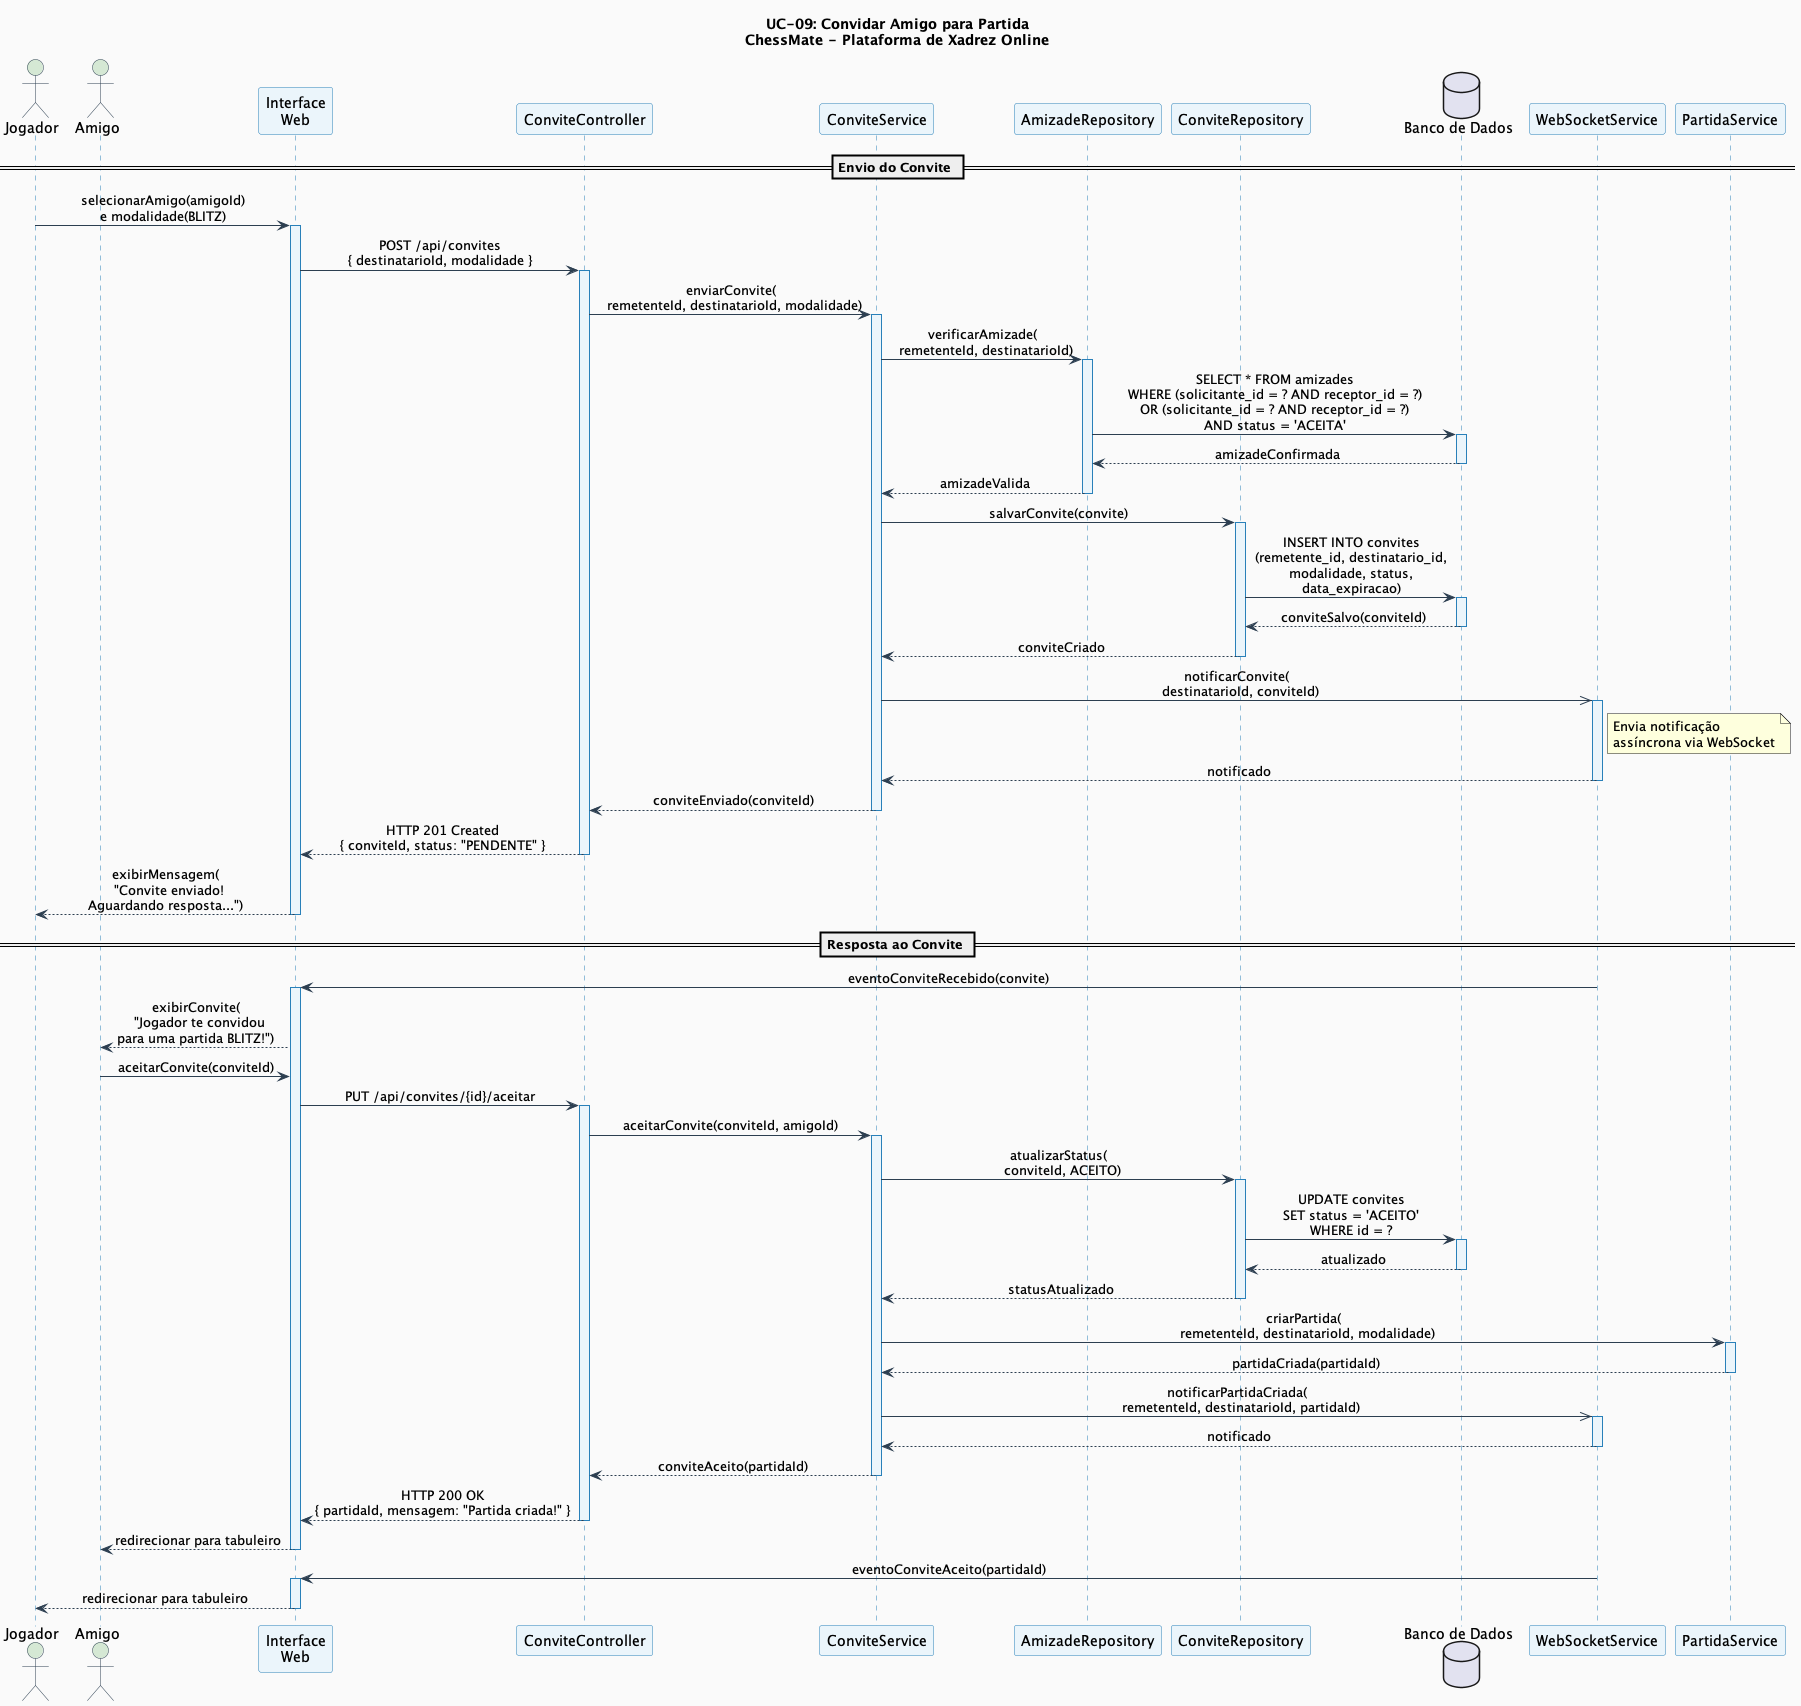 UC-09: Convidar Amigo para Partida
ChessMate - Plataforma de Xadrez Online
Jogador
Amigo
Interface
Web
ConviteController
ConviteService
AmizadeRepository
ConviteRepository
Banco de Dados
WebSocketService
PartidaService
Envio do Convite
selecionarAmigo(amigoId)
e modalidade(BLITZ)
POST /api/convites
{ destinatarioId, modalidade }
enviarConvite(
remetenteId, destinatarioId, modalidade)
verificarAmizade(
remetenteId, destinatarioId)
SELECT * FROM amizades
WHERE (solicitante_id = ? AND receptor_id = ?)
OR (solicitante_id = ? AND receptor_id = ?)
AND status = 'ACEITA'
amizadeConfirmada
amizadeValida
salvarConvite(convite)
INSERT INTO convites
(remetente_id, destinatario_id,
modalidade, status,
data_expiracao)
conviteSalvo(conviteId)
conviteCriado
notificarConvite(
destinatarioId, conviteId)
Envia notificação
assíncrona via WebSocket
notificado
conviteEnviado(conviteId)
HTTP 201 Created
{ conviteId, status: "PENDENTE" }
exibirMensagem(
"Convite enviado!
Aguardando resposta...")
Resposta ao Convite
eventoConviteRecebido(convite)
exibirConvite(
"Jogador te convidou
para uma partida BLITZ!")
aceitarConvite(conviteId)
PUT /api/convites/{id}/aceitar
aceitarConvite(conviteId, amigoId)
atualizarStatus(
conviteId, ACEITO)
UPDATE convites
SET status = 'ACEITO'
WHERE id = ?
atualizado
statusAtualizado
criarPartida(
remetenteId, destinatarioId, modalidade)
partidaCriada(partidaId)
notificarPartidaCriada(
remetenteId, destinatarioId, partidaId)
notificado
conviteAceito(partidaId)
HTTP 200 OK
{ partidaId, mensagem: "Partida criada!" }
redirecionar para tabuleiro
eventoConviteAceito(partidaId)
redirecionar para tabuleiro
Jogador
Amigo
Interface
Web
ConviteController
ConviteService
AmizadeRepository
ConviteRepository
Banco de Dados
WebSocketService
PartidaService